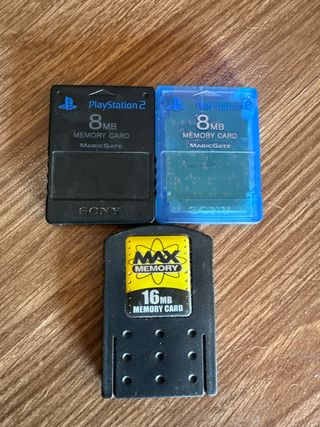 PlayStation 2
8MB
MEMORY CARD
MAGICGATE
SONY
PlayStation 2
8MB
MEMORY CARD
MAGICGATE
SONY
MAX
MEMORY
16MB
MEMORY CARD